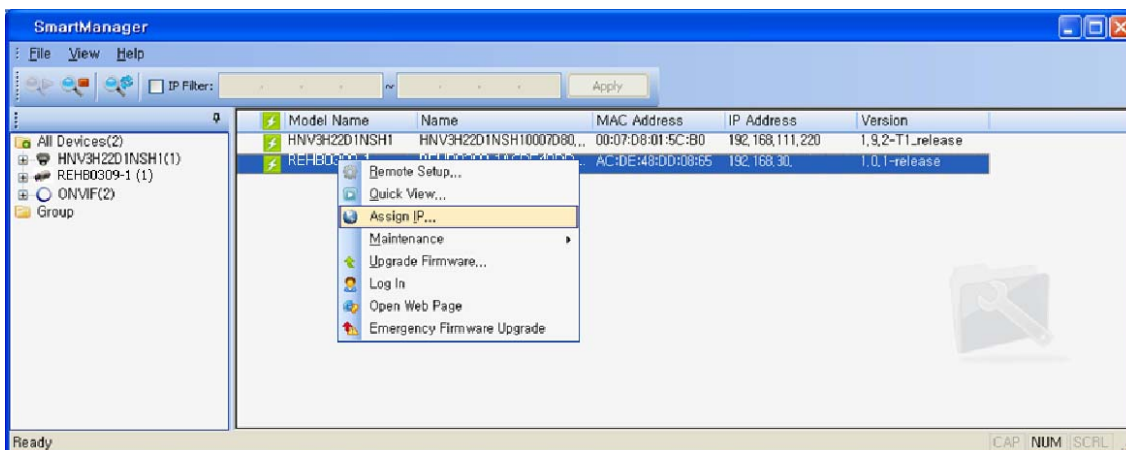 SmartManager
File View Help
IP Filter: ~ Apply
All Devices(2)
HNV3H22D1NSH1(1)
REHB0309-1 (1)
ONVIF(2)
Group
Model Name Name MAC Address IP Address Version
HNV3H22D1NSH1 HNV3H22D1NSH10007D80... 00:07:D8:01:5C:B0 192,168,111,220 1,9,2-T1_release
AC:DE:48:DD:08:65 192,168,30, 1,0,1-release
Remote Setup...
Quick View...
Assign IP...
Maintenance
Upgrade Firmware...
Log In
Open Web Page
Emergency Firmware Upgrade
Ready CAP NUM SCRL